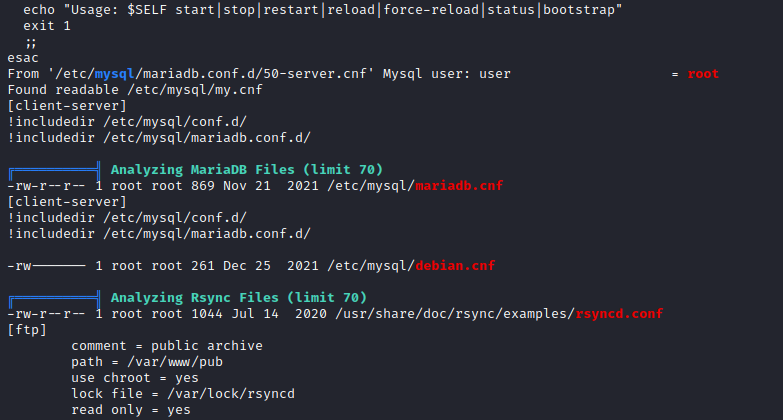 echo "Usage: $SELF start|stop|restart|reload|force-reload|status|bootstrap"
exit 1
;;
esac
From '/etc/mysql/mariadb.conf.d/50-server.cnf' Mysql user: user = root
Found readable /etc/mysql/my.cnf
[client-server]
!includedir /etc/mysql/conf.d/
!includedir /etc/mysql/mariadb.conf.d/
╔══════════╣ Analyzing MariaDB Files (limit 70)
-rw-r--r-- 1 root root 869 Nov 21 2021 /etc/mysql/mariadb.cnf
[client-server]
!includedir /etc/mysql/conf.d/
!includedir /etc/mysql/mariadb.conf.d/
-rw------- 1 root root 261 Dec 25 2021 /etc/mysql/debian.cnf
╔══════════╣ Analyzing Rsync Files (limit 70)
-rw-r--r-- 1 root root 1044 Jul 14 2020 /usr/share/doc/rsync/examples/rsyncd.conf
[ftp]
comment = public archive
path = /var/www/pub
use chroot = yes
lock file = /var/lock/rsyncd
read only = yes